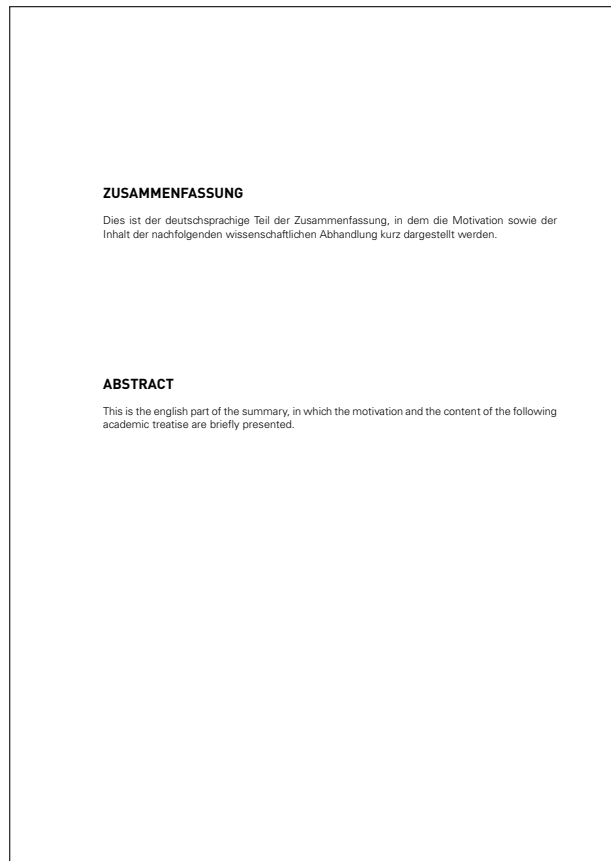 ZUSAMMENFASSUNG
Dies ist der deutschsprachige Teil der Zusammenfassung, in dem die Motivation sowie der
Inhalt der nachfolgenden wissenschaftlichen Abhandlung kurz dargestellt werden.
ABSTRACT
This is the english part of the summary, in which the motivation and the content of the following
academic treatise are briefly presented.